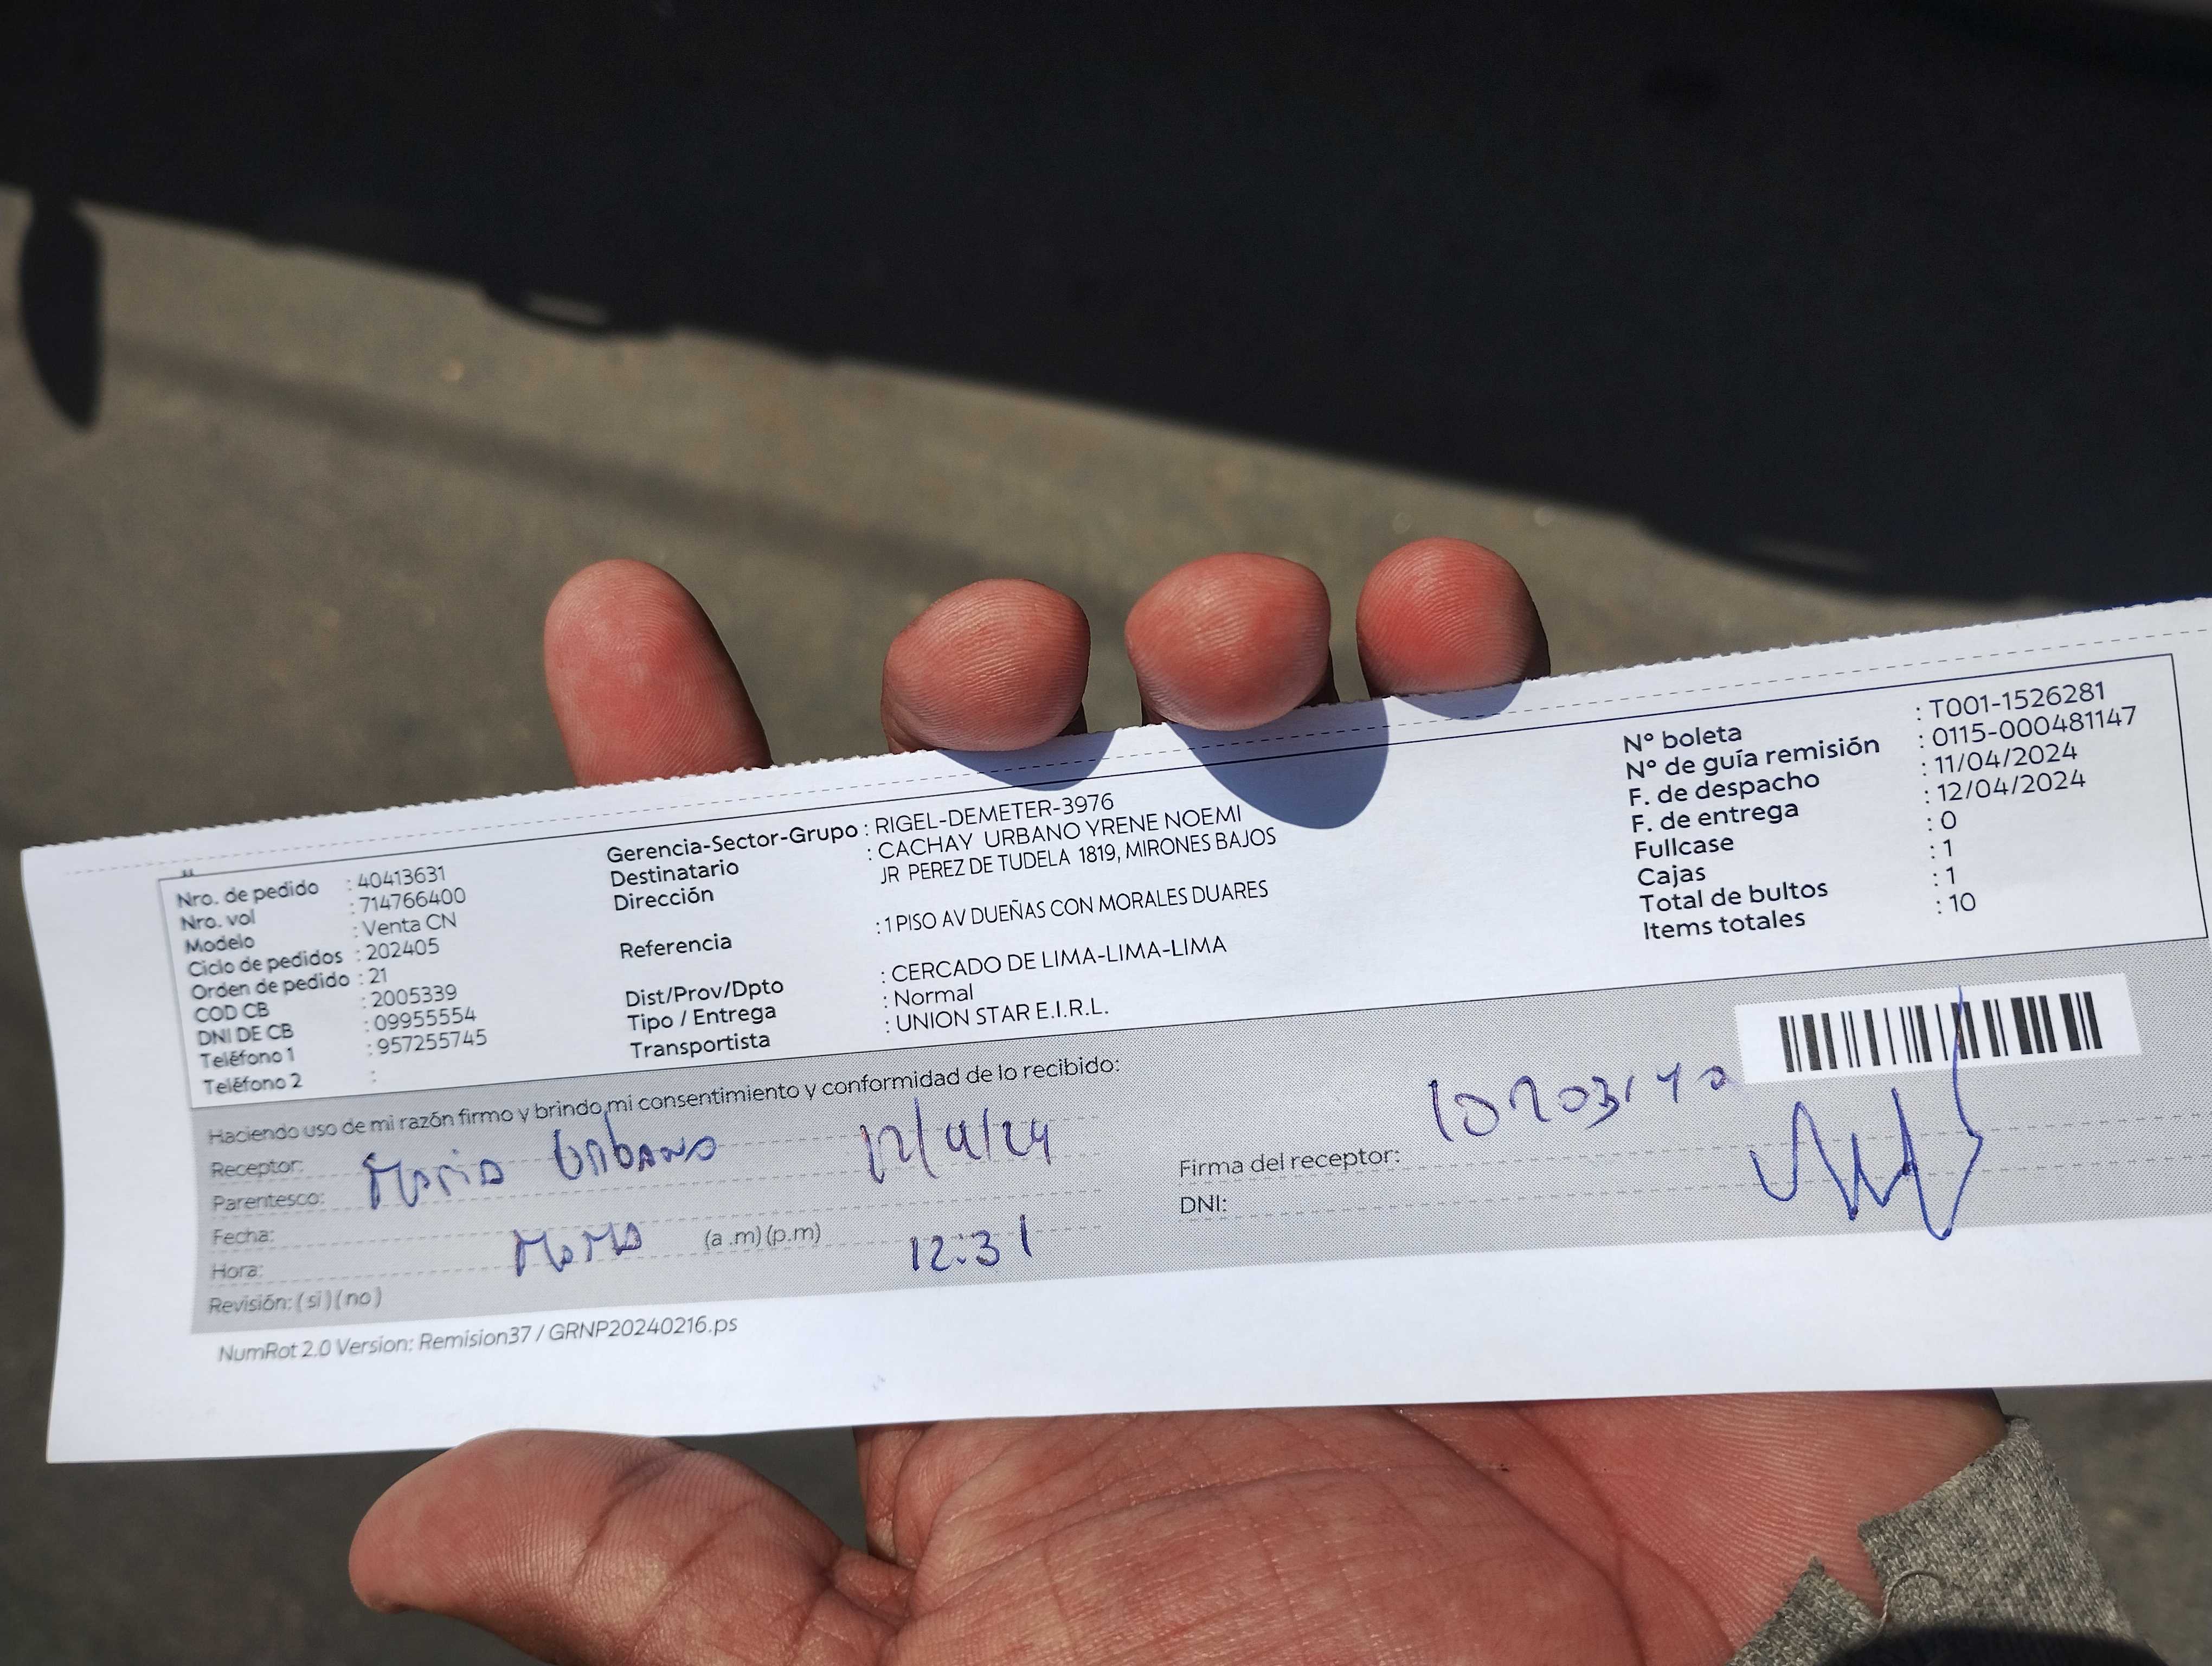 Nro. de pedido : 40413631
Nro. vol : 714766400
Modelo : Venta CN
Ciclo de pedidos : 202405
Orden de pedido : 21
COD CB : 2005339
DNI DE CB : 09955554
Teléfono 1 : 957255745
Teléfono 2 :
Gerencia-Sector-Grupo : RIGEL-DEMETER-3976
Destinatario : CACHAY URBANO YRENE NOEMI
Dirección JR PEREZ DE TUDELA 1819, MIRONES BAJOS
Referencia : 1 PISO AV DUEÑAS CON MORALES DUARES
Dist/Prov/Dpto : CERCADO DE LIMA-LIMA-LIMA
Tipo / Entrega : Normal
Transportista : UNION STAR E.I.R.L.
Nº boleta : T001-1526281
Nº de guía remisión : 0115-000481147
F. de despacho : 11/04/2024
F. de entrega : 12/04/2024
Fullcase : 0
Cajas : 1
Total de bultos : 1
Items totales : 10
Haciendo uso de mi razón firmo y brindo mi consentimiento y conformidad de lo recibido:
Receptor: Maria Urbano 12/4/24
Parentesco:
Fecha:
Hora: Mamá (a .m) (p.m) 12:31
Revisión: ( si ) ( no )
Firma del receptor:
DNI:
NumRot 2.0 Version: Remision37 / GRNP20240216.ps